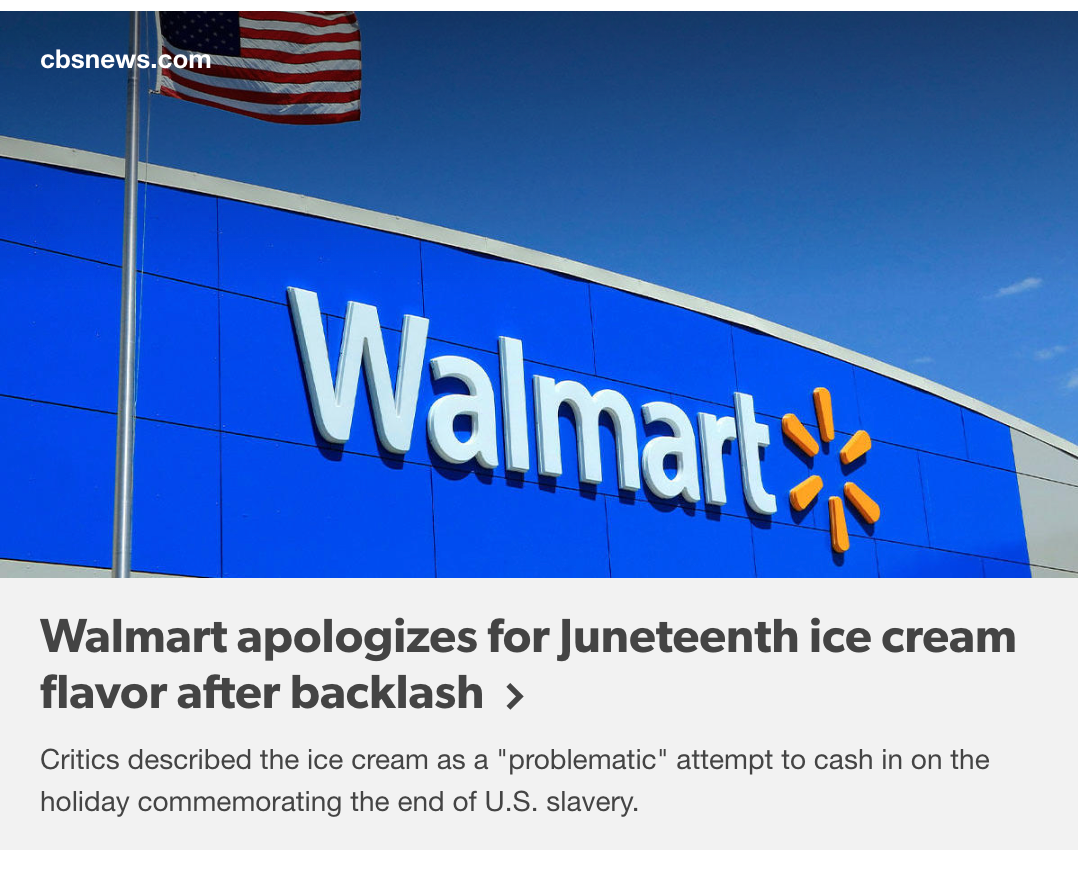 cbsnews.com
Walmart
Walmart apologizes for Juneteenth ice cream
flavor after backlash >
Critics described the ice cream as a "problematic" attempt to cash in on the
holiday commemorating the end of U.S. slavery.